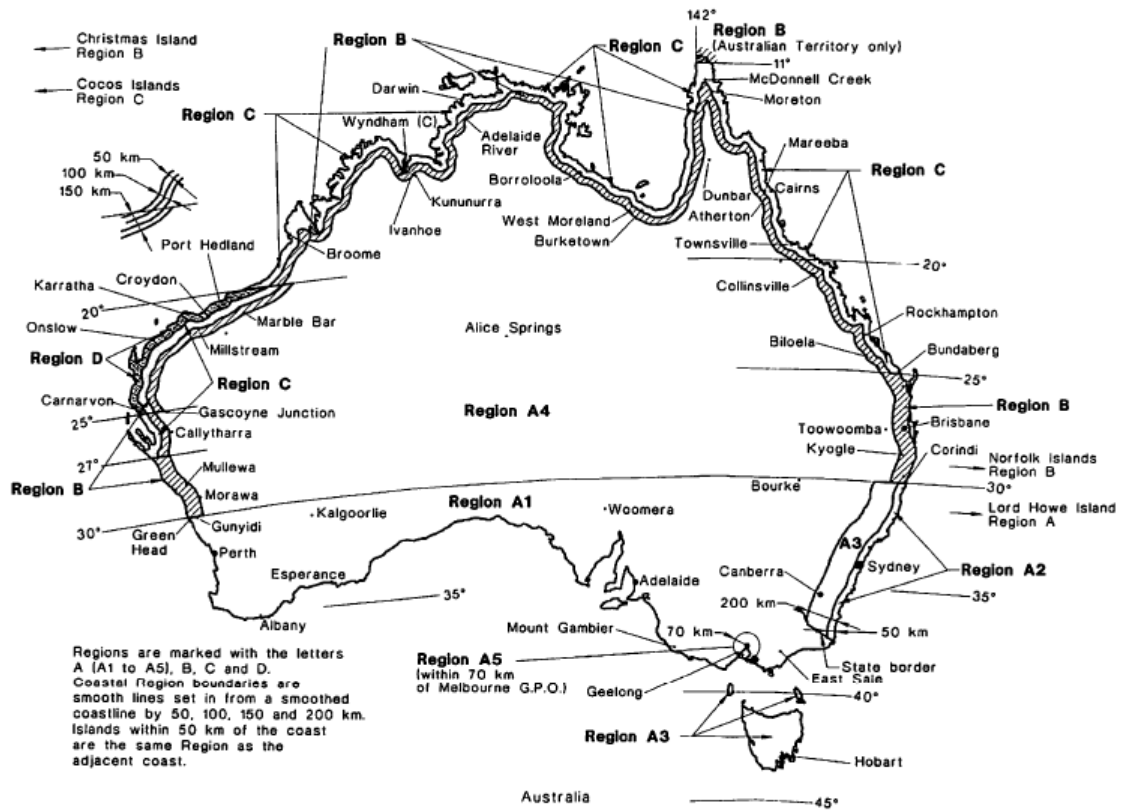 142°
Region B
(Australian Territory only)
11°
Christmas Island
Region B
Cocos Islands
Region C
Region B
Region C
McDonnell Creek
Moreton
Darwin
Region C
Wyndham (C)
Adelaide
River
Mareeba
Region C
50 km
100 km
150 km
Borroloola
Kununurra
Dunbar
Cairns
Atherton
Ivanhoe
West Moreland
Burketown
Port Hedland
Broome
Townsville
20°
Croydon
Karratha
20°
Collinsville
Onslow
Marble Bar
Alice Springs
Rockhampton
Millstream
Region D
Biloela
Bundaberg
Region C
25°
Carnarvon
Gascoyne Junction
Region A4
Region B
25°
Callytharra
Toowoomba
Brisbane
27°
Kyogle
Corindi
Region B
Mullewa
Norfolk Islands
Region B
Morawa
Region A1
Bourke
30°
30°
Green
Head
Gunyidi
Kalgoorlie
Woomera
Lord Howe Island
Region A
Perth
A3
Esperance
Adelaide
Canberra
Sydney
Region A2
35°
35°
200 km
Albany
Mount Gambier
70 km
50 km
Regions are marked with the letters
A (A1 to A5), B, C and D.
Coastal Region boundaries are
smooth lines set in from a smoothed
coastline by 50, 100, 150 and 200 km.
Islands within 50 km of the coast
are the same Region as the
adjacent coast.
Region A5
(within 70 km
of Melbourne G.P.O.)
Geelong
State border
East Sale
40°
Region A3
Hobart
Australia
45°